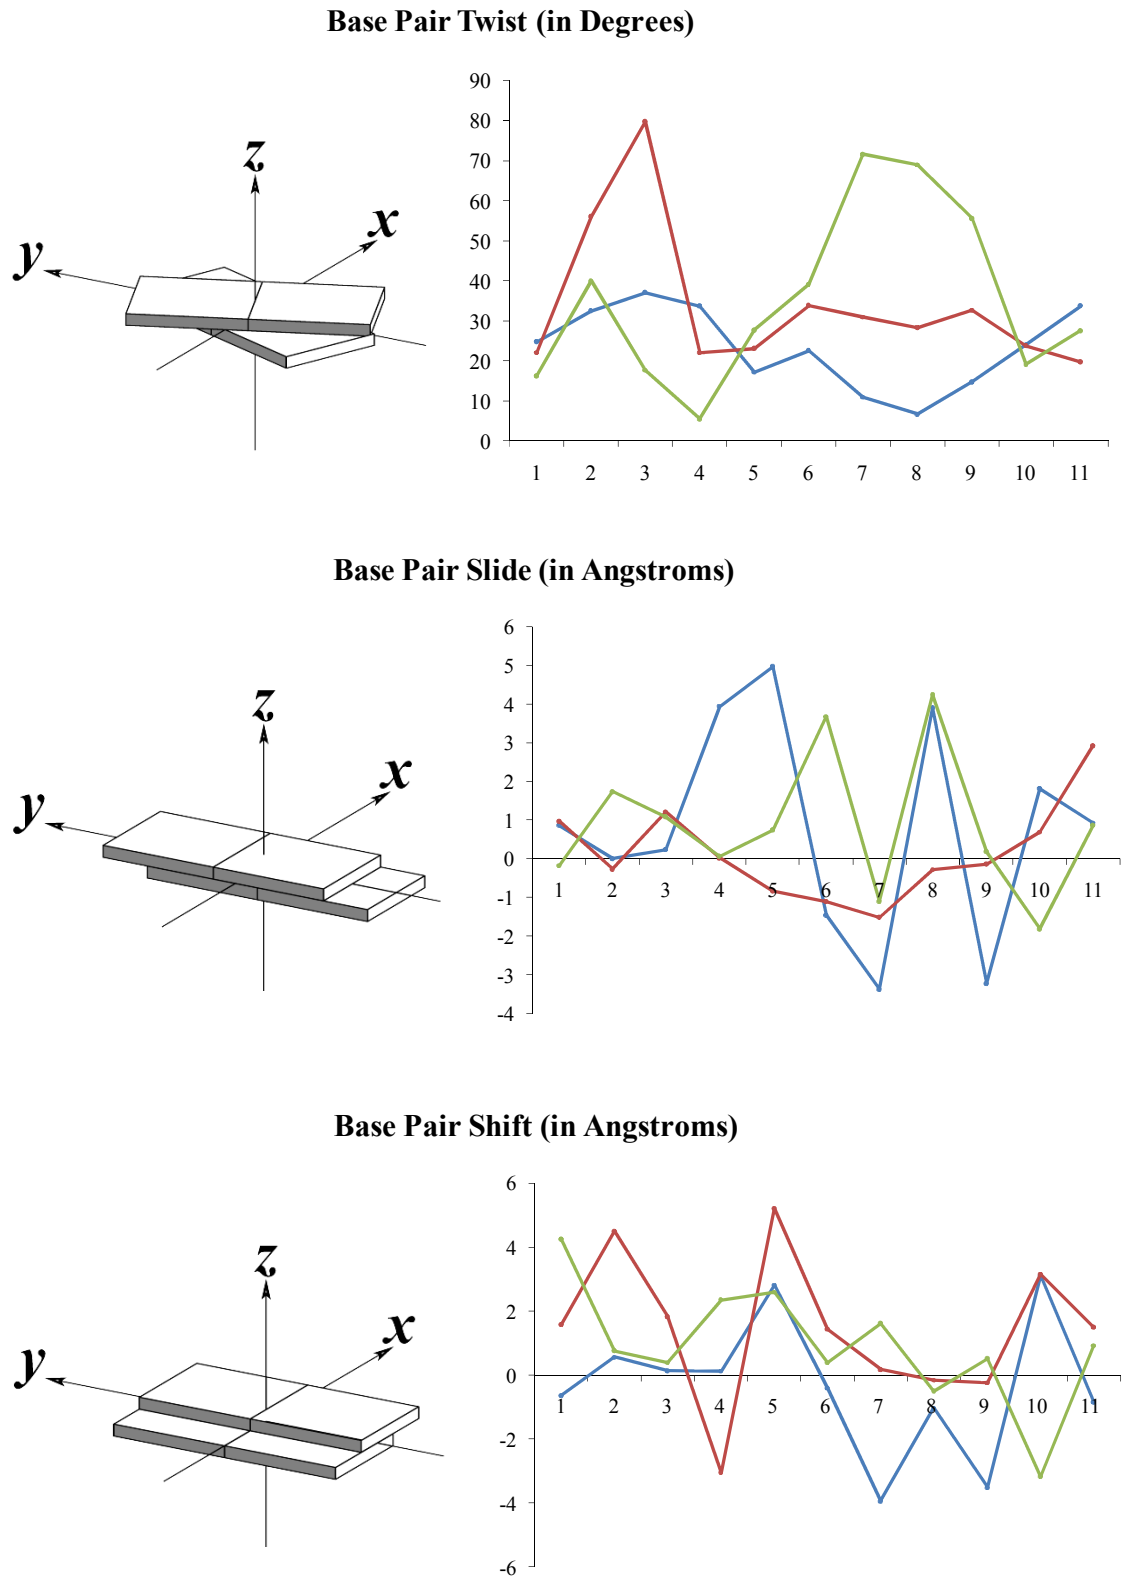 Base Pair Twist (in Degrees)
z
x
y
90
80
70
60
50
40
30
20
10
0
1 2 3 4 5 6 7 8 9 10 11
Base Pair Slide (in Angstroms)
z
x
y
6
5
4
3
2
1
0
-1
-2
-3
-4
1 2 3 4 5 6 7 8 9 10 11
Base Pair Shift (in Angstroms)
z
x
y
6
4
2
0
-2
-4
-6
1 2 3 4 5 6 7 8 9 10 11